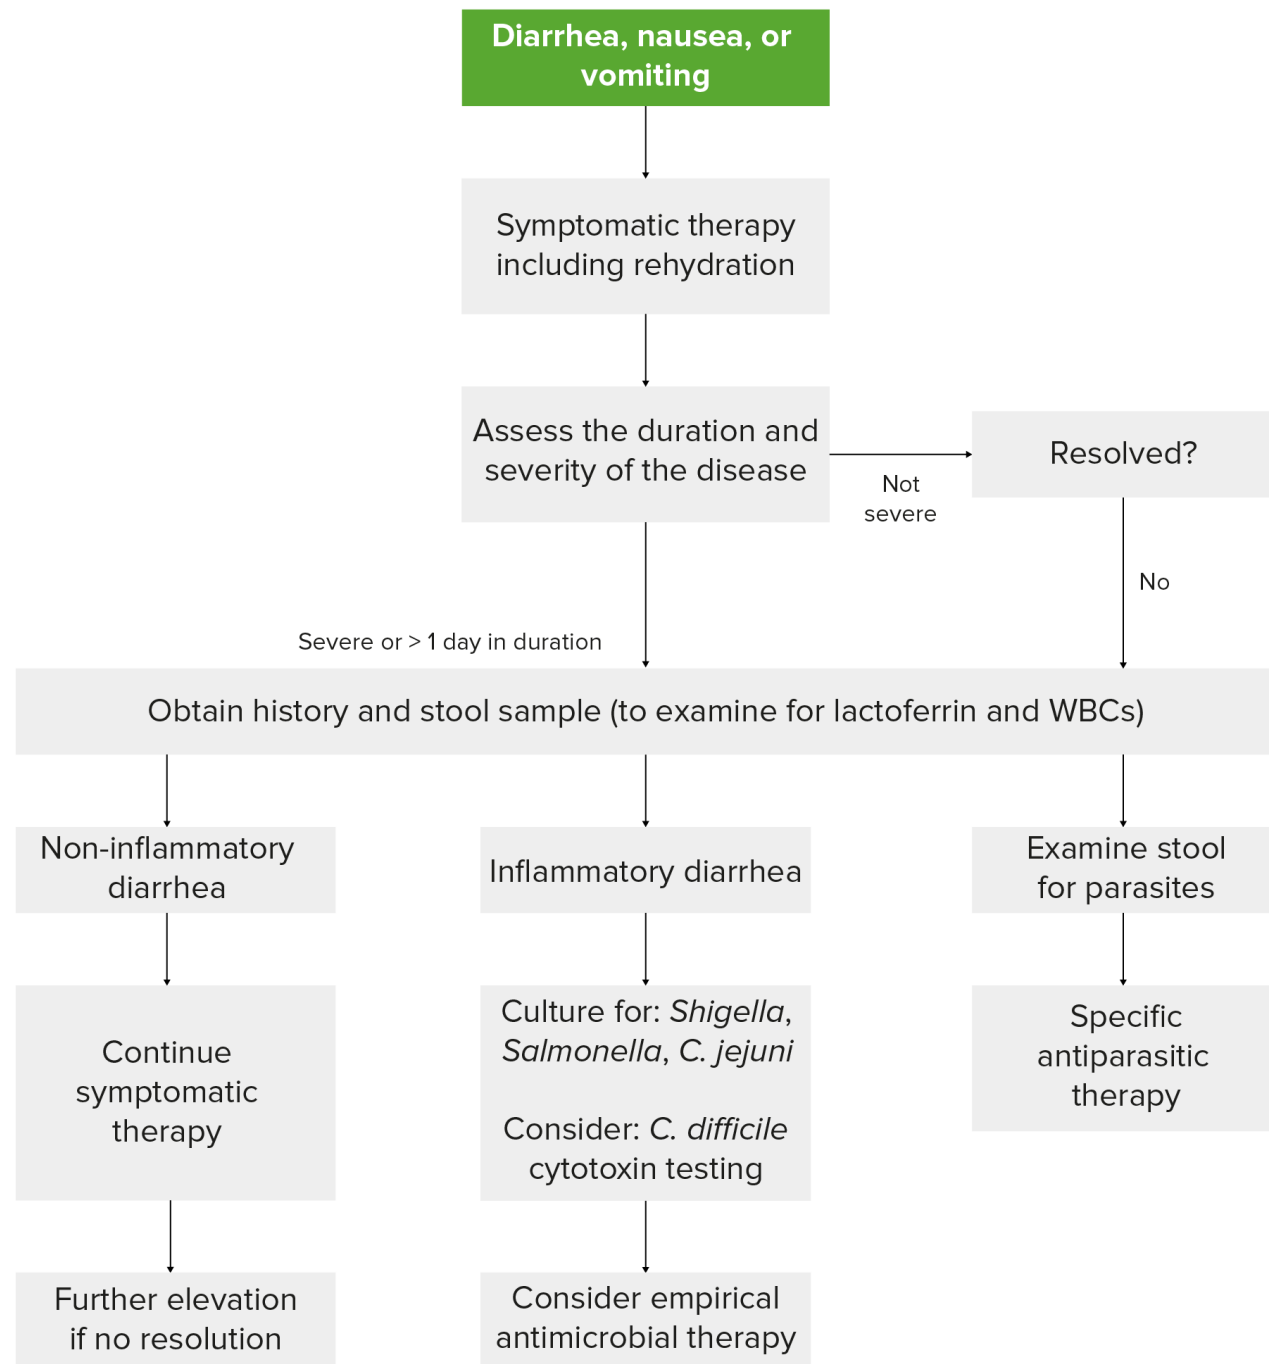 Diarrhea, nausea, or
vomiting
Symptomatic therapy
including rehydration
Assess the duration and
severity of the disease
Not
severe
Resolved?
No
Severe or > 1 day in duration
Obtain history and stool sample (to examine for lactoferrin and WBCs)
Non-inflammatory
diarrhea
Inflammatory diarrhea
Examine stool
for parasites
Continue
symptomatic
therapy
Culture for: Shigella,
Salmonella, C. jejuni
Consider: C. difficile
cytotoxin testing
Specific
antiparasitic
therapy
Further elevation
if no resolution
Consider empirical
antimicrobial therapy